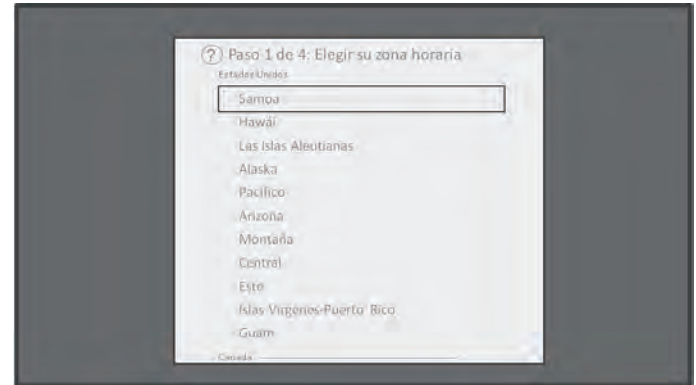 ? Paso 1 de 4: Elegir su zona horaria
Estados Unidos
Samoa
Hawái
Las Islas Aleutianas
Alaska
Pacífico
Arizona
Montaña
Central
Este
Islas Vírgenes-Puerto Rico
Guam
Canada